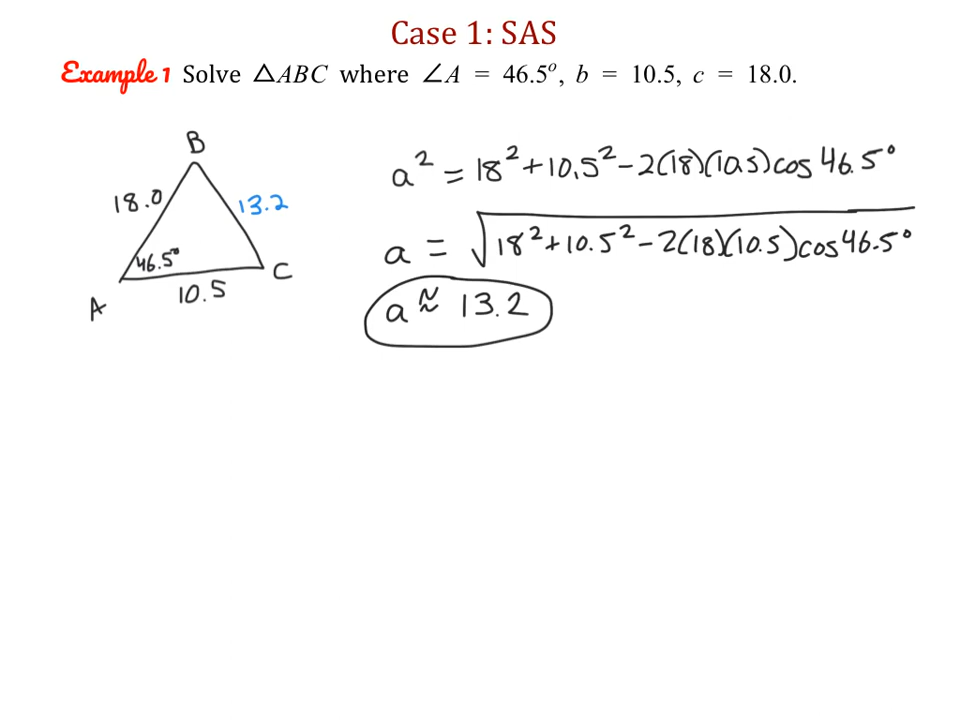 Case 1: SAS
Example 1 Solve △ABC where ∠A = 46.5°, b = 10.5, c = 18.0.
B
18.0
13.2
46.5°
C
10.5
A
a² = 18² + 10.5² - 2(18)(10.5) cos 46.5°
a = √18² + 10.5² - 2(18)(10.5) cos 46.5°
a ≈ 13.2